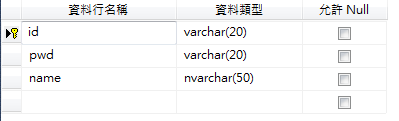 資料行名稱 資料類型 允許 Null
id varchar(20)
pwd varchar(20)
name nvarchar(50)